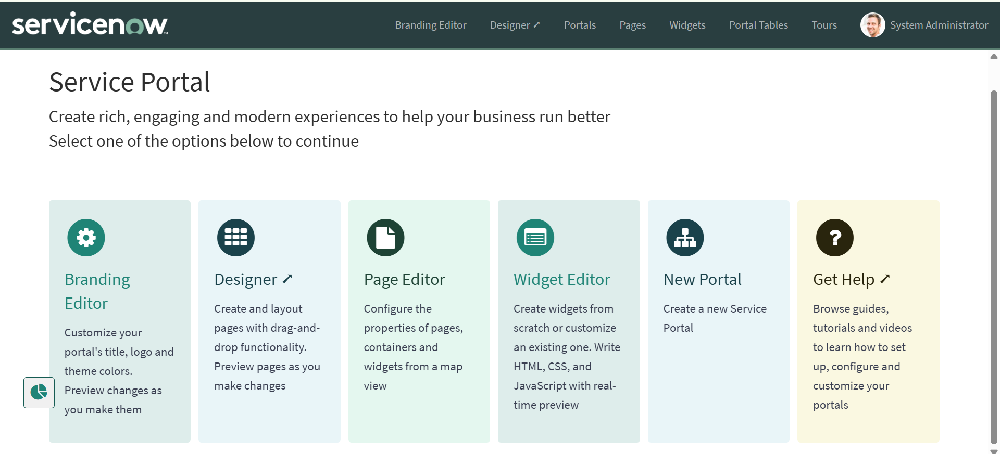 servicenow™
Branding Editor
Designer ➚
Portals
Pages
Widgets
Portal Tables
Tours
System Administrator
Service Portal
Create rich, engaging and modern experiences to help your business run better
Select one of the options below to continue
Branding
Editor
Customize your
portal's title, logo and
theme colors.
Preview changes as
you make them
Designer ➚
Create and layout
pages with drag-and-
drop functionality.
Preview pages as you
make changes
Page Editor
Configure the
properties of pages,
containers and
widgets from a map
view
Widget Editor
Create widgets from
scratch or customize
an existing one. Write
HTML, CSS, and
JavaScript with real-
time preview
New Portal
Create a new Service
Portal
?
Get Help ➚
Browse guides,
tutorials and videos
to learn how to set
up, configure and
customize your
portals